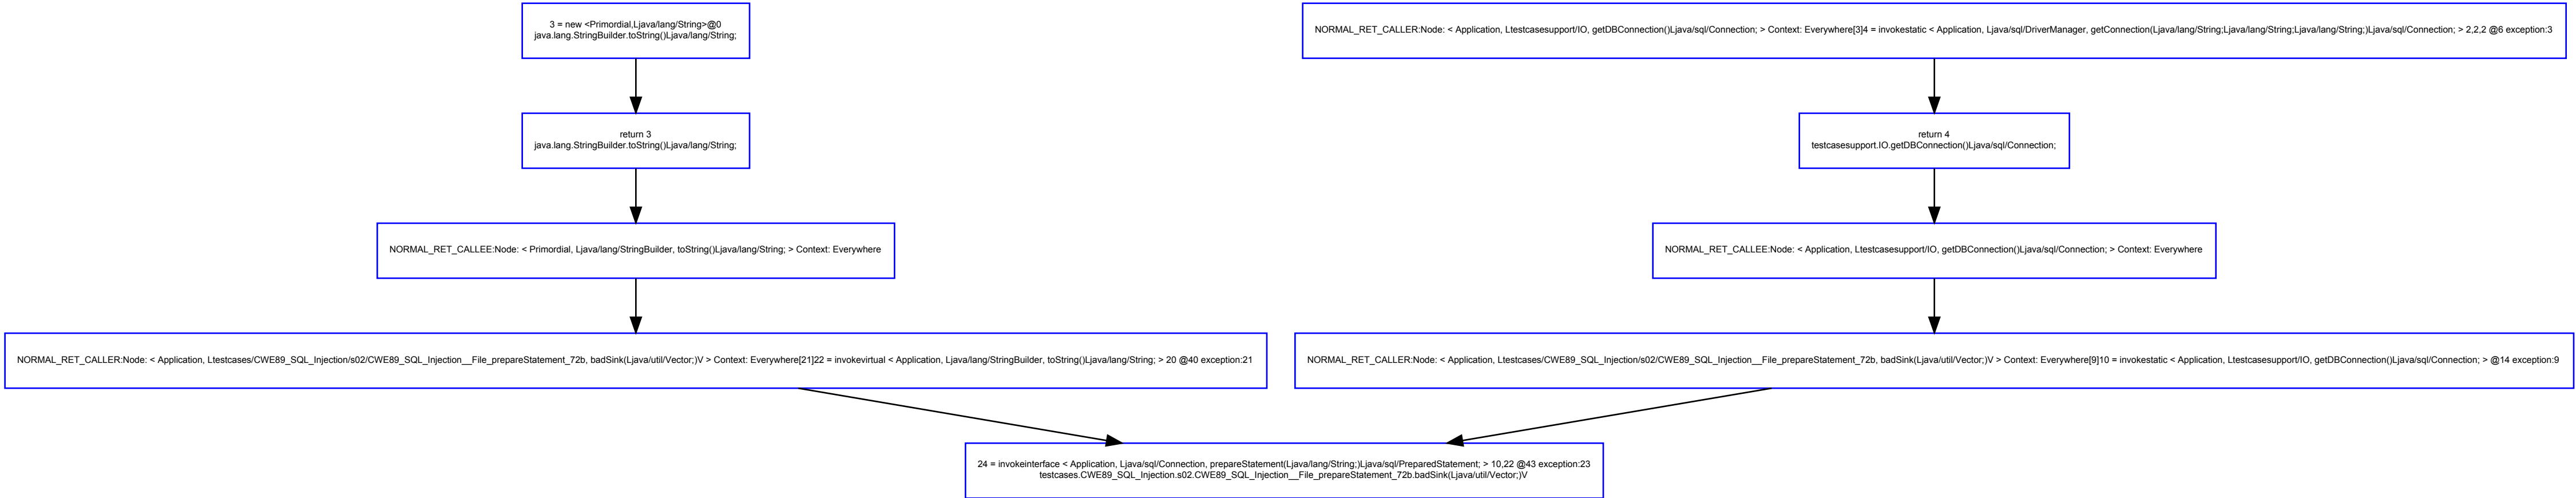 3 = new <Primordial,Ljava/lang/String>@0
java.lang.StringBuilder.toString()Ljava/lang/String;
NORMAL_RET_CALLER:Node: < Application, Ltestcasesupport/IO, getDBConnection()Ljava/sql/Connection; > Context: Everywhere[3]4 = invokestatic < Application, Ljava/sql/DriverManager, getConnection(Ljava/lang/String;Ljava/lang/String;Ljava/lang/String;)Ljava/sql/Connection; > 2,2,2 @6 exception:3
return 3
java.lang.StringBuilder.toString()Ljava/lang/String;
return 4
testcasesupport.IO.getDBConnection()Ljava/sql/Connection;
NORMAL_RET_CALLEE:Node: < Primordial, Ljava/lang/StringBuilder, toString()Ljava/lang/String; > Context: Everywhere
NORMAL_RET_CALLEE:Node: < Application, Ltestcasesupport/IO, getDBConnection()Ljava/sql/Connection; > Context: Everywhere
NORMAL_RET_CALLER:Node: < Application, Ltestcases/CWE89_SQL_Injection/s02/CWE89_SQL_Injection__File_prepareStatement_72b, badSink(Ljava/util/Vector;)V > Context: Everywhere[21]22 = invokevirtual < Application, Ljava/lang/StringBuilder, toString()Ljava/lang/String; > 20 @40 exception:21
NORMAL_RET_CALLER:Node: < Application, Ltestcases/CWE89_SQL_Injection/s02/CWE89_SQL_Injection__File_prepareStatement_72b, badSink(Ljava/util/Vector;)V > Context: Everywhere[9]10 = invokestatic < Application, Ltestcasesupport/IO, getDBConnection()Ljava/sql/Connection; > @14 exception:9
24 = invokeinterface < Application, Ljava/sql/Connection, prepareStatement(Ljava/lang/String;)Ljava/sql/PreparedStatement; > 10,22 @43 exception:23
testcases.CWE89_SQL_Injection.s02.CWE89_SQL_Injection__File_prepareStatement_72b.badSink(Ljava/util/Vector;)V